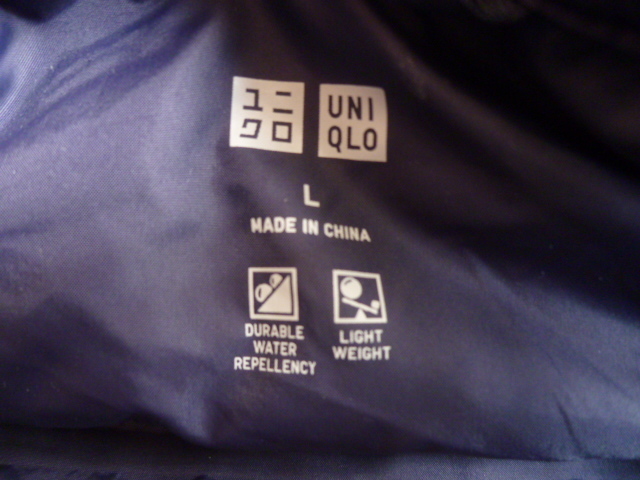 ユニ
クロ
UNI
QLO
L
MADE IN CHINA
DURABLE
WATER
REPELLENCY
LIGHT
WEIGHT